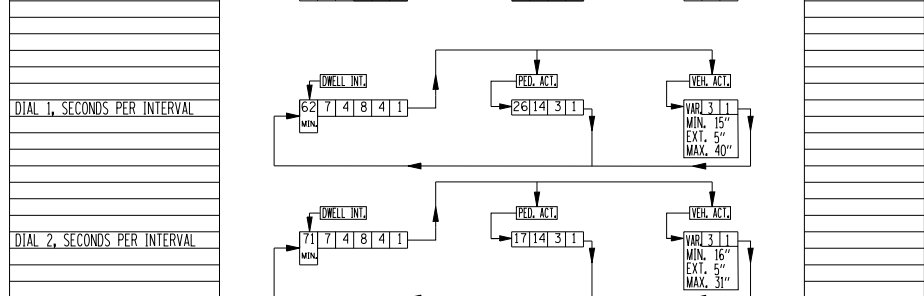 DWELL INT. PED. ACT. VEH. ACT.
DIAL 1, SECONDS PER INTERVAL 62 7 4 8 4 1 26 14 3 1 VAR. 3 1
MIN. MIN. 15"
EXT. 5"
MAX. 40"
DWELL INT. PED. ACT. VEH. ACT.
DIAL 2, SECONDS PER INTERVAL 71 7 4 8 4 1 17 14 3 1 VAR. 3 1
MIN. MIN. 16"
EXT. 5"
MAX. 31"